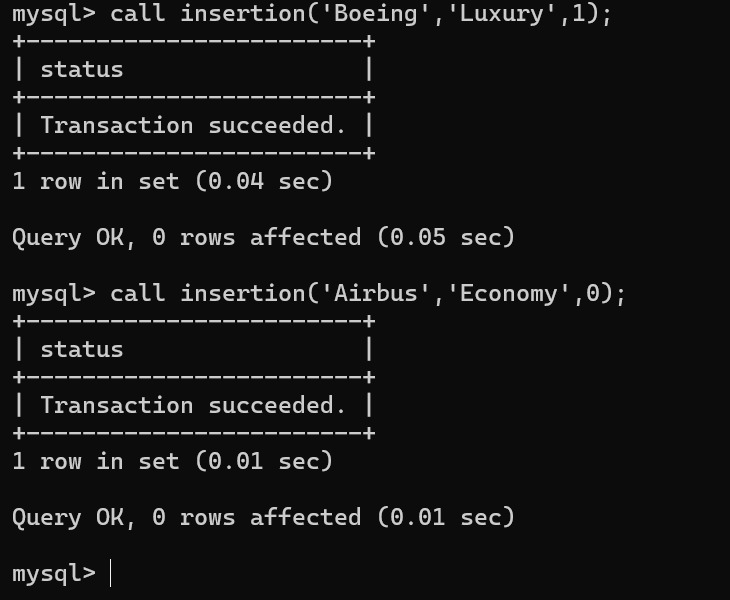 mysql> call insertion('Boeing','Luxury',1);
+------------------------+
| status                 |
+------------------------+
| Transaction succeeded. |
+------------------------+
1 row in set (0.04 sec)

Query OK, 0 rows affected (0.05 sec)

mysql> call insertion('Airbus','Economy',0);
+------------------------+
| status                 |
+------------------------+
| Transaction succeeded. |
+------------------------+
1 row in set (0.01 sec)

Query OK, 0 rows affected (0.01 sec)

mysql>